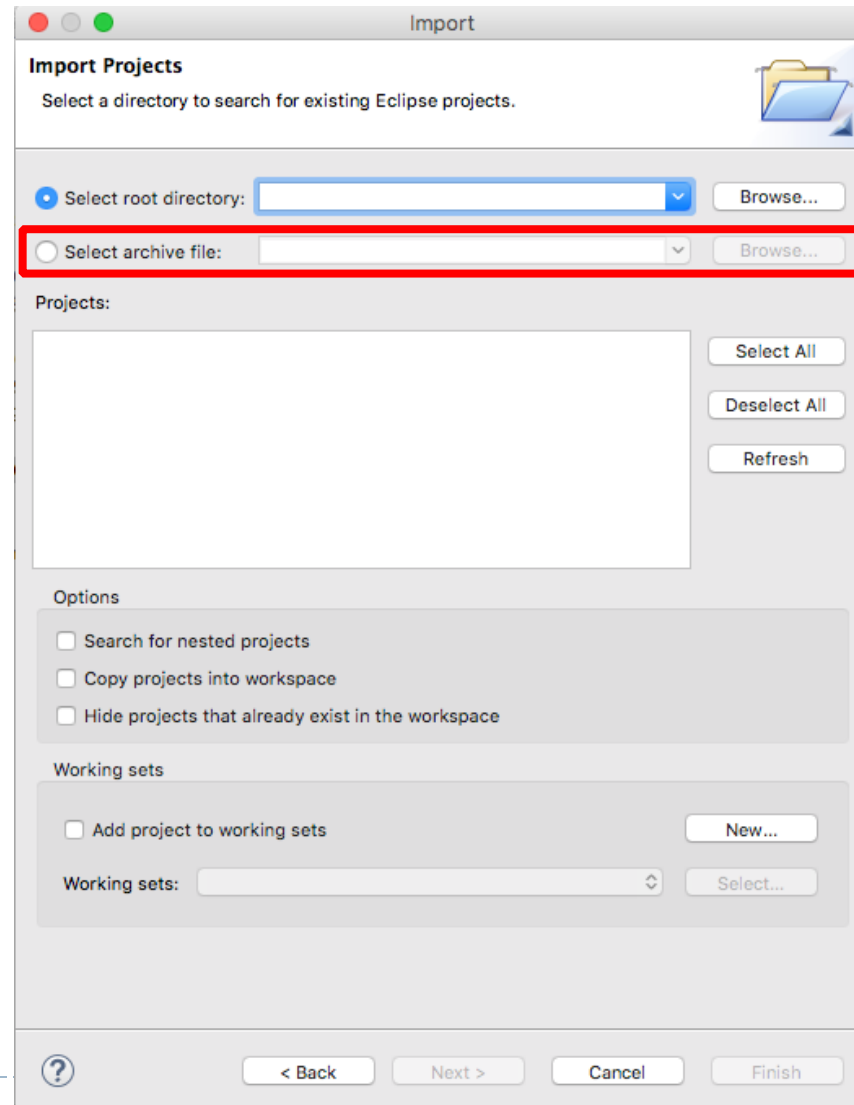 Import
Import Projects
Select a directory to search for existing Eclipse projects.
Select root directory: Browse...
Select archive file: Browse...
Projects:
Select All
Deselect All
Refresh
Options
Search for nested projects
Copy projects into workspace
Hide projects that already exist in the workspace
Working sets
Add project to working sets New...
Working sets: Select...
? < Back Next > Cancel Finish